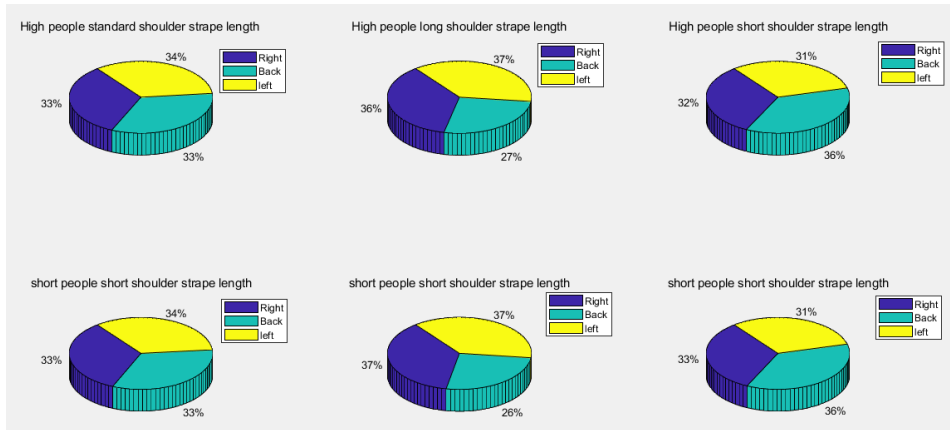 High people standard shoulder strape length
34%
Right
Back
left
33%
33%
High people long shoulder strape length
37%
Right
Back
left
36%
27%
High people short shoulder strape length
31%
Right
Back
left
32%
36%
short people short shoulder strape length
34%
Right
Back
left
33%
33%
short people short shoulder strape length
37%
Right
Back
left
37%
26%
short people short shoulder strape length
31%
Right
Back
left
33%
36%